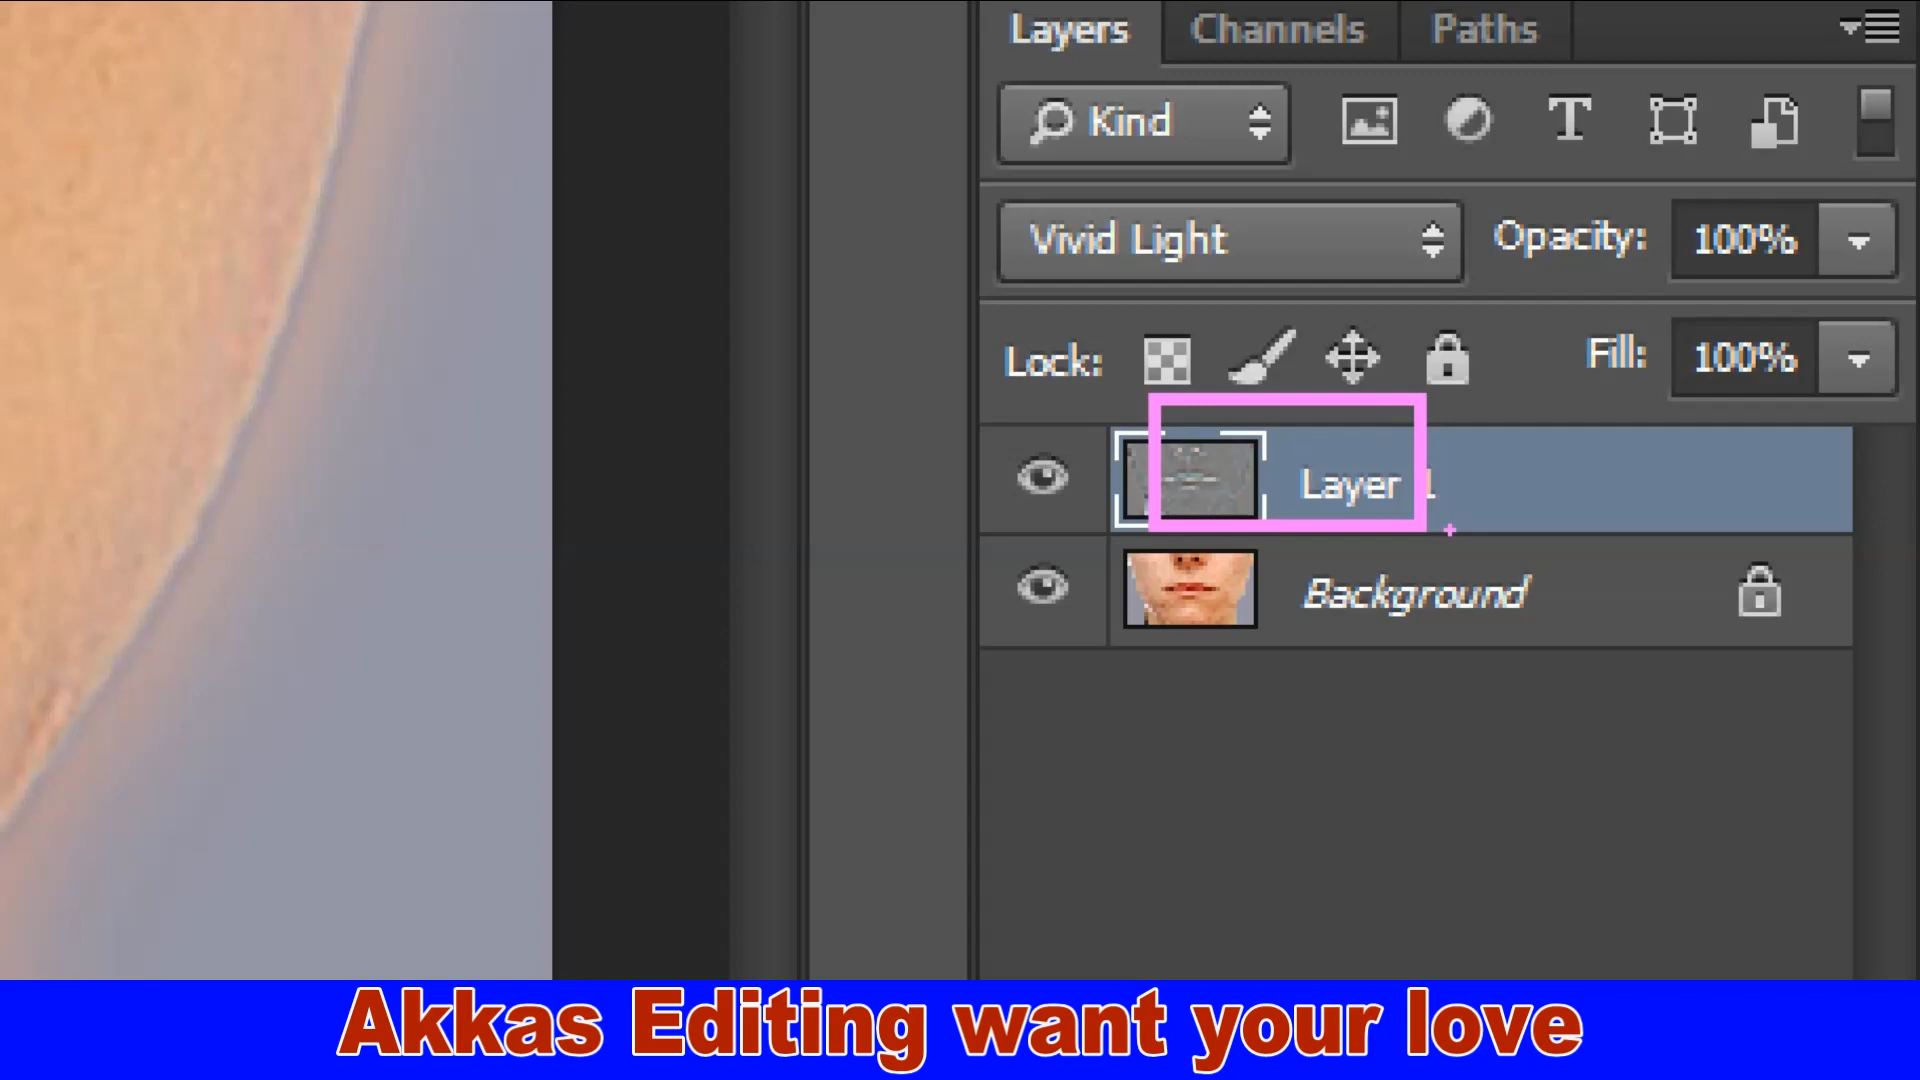 Layers Channels Paths
Kind T
Vivid Light Opacity: 100%
Lock: Fill: 100%
Layer 1
Background
Akkas Editing want your love